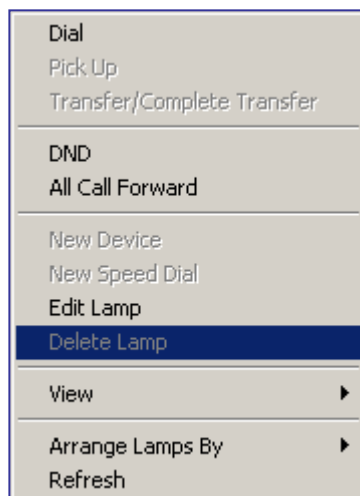 Dial
Pick Up
Transfer/Complete Transfer
DND
All Call Forward
New Device
New Speed Dial
Edit Lamp
Delete Lamp
View
Arrange Lamps By
Refresh